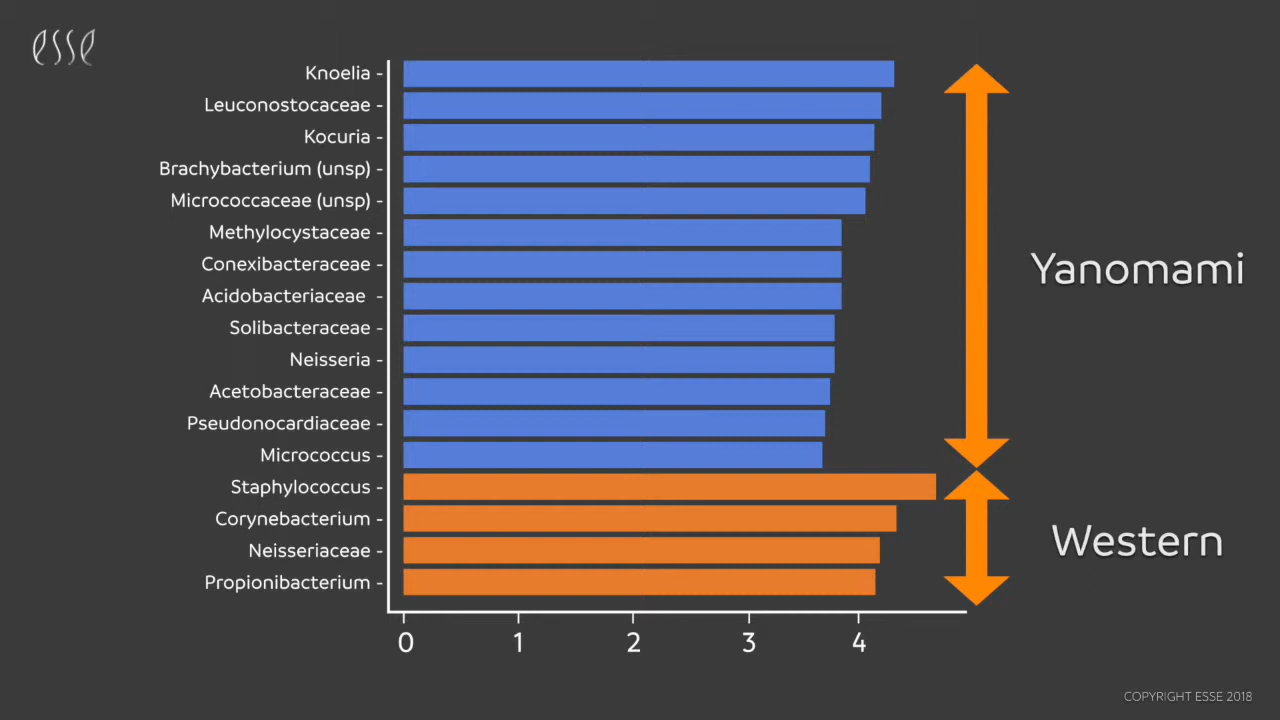 esse
Knoelia -
Leuconostocaceae -
Kocuria -
Brachybacterium (unsp) -
Micrococcaceae (unsp) -
Methylocystaceae -
Conexibacteraceae -
Acidobacteriaceae -
Solibacteraceae -
Neisseria -
Acetobacteraceae -
Pseudonocardiaceae -
Micrococcus -
Staphylococcus -
Corynebacterium -
Neisseriaceae -
Propionibacterium -
0 1 2 3 4
Yanomami
Western
COPYRIGHT ESSE 2018